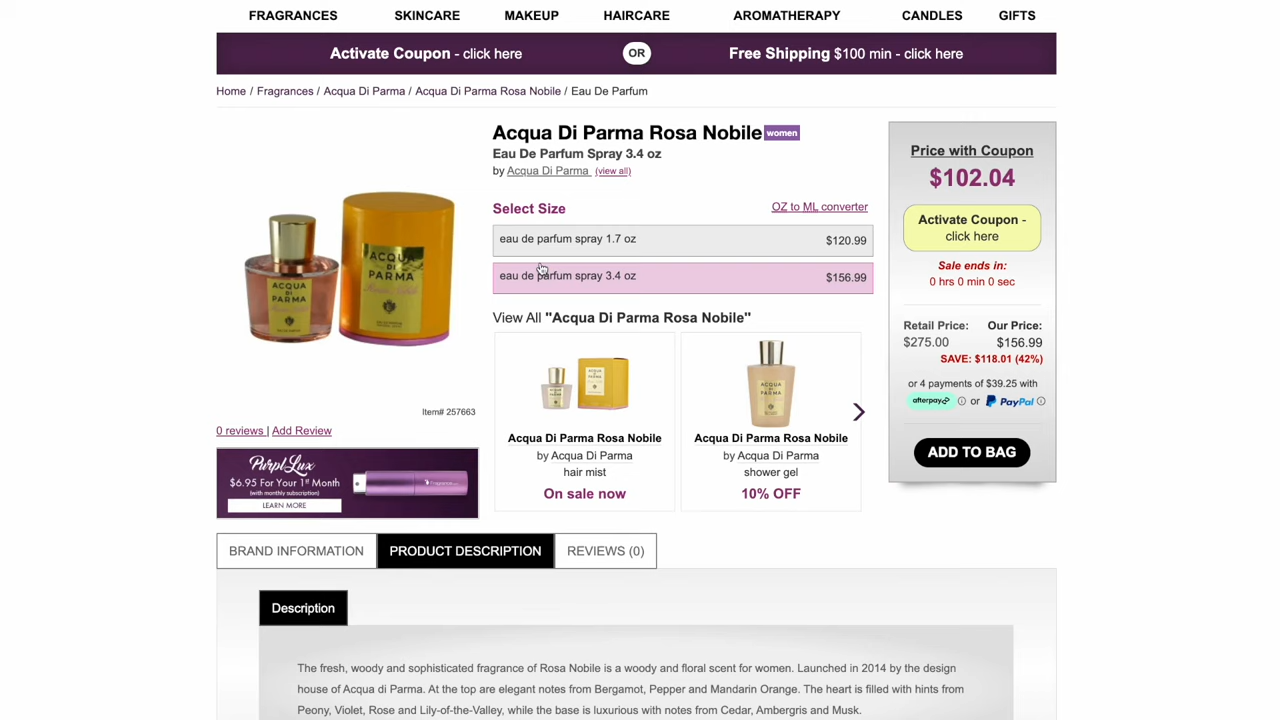 FRAGRANCES SKINCARE MAKEUP HAIRCARE AROMATHERAPY CANDLES GIFTS
Activate Coupon - click here OR Free Shipping $100 min - click here
Home / Fragrances / Acqua Di Parma / Acqua Di Parma Rosa Nobile / Eau De Parfum
Acqua Di Parma Rosa Nobile women
Eau De Parfum Spray 3.4 oz
by Acqua Di Parma (view all)
Select Size OZ to ML converter
eau de parfum spray 1.7 oz $120.99
eau de parfum spray 3.4 oz $156.99
View All "Acqua Di Parma Rosa Nobile"
Acqua Di Parma Rosa Nobile
by Acqua Di Parma
hair mist
On sale now
Acqua Di Parma Rosa Nobile
by Acqua Di Parma
shower gel
10% OFF
Price with Coupon
$102.04
Activate Coupon -
click here
Sale ends in:
0 hrs 0 min 0 sec
Retail Price: Our Price:
$275.00 $156.99
SAVE: $118.01 (42%)
or 4 payments of $39.25 with
afterpay or PayPal
ADD TO BAG
ACQUA
DI
PARMA
ACQUA
DI
PARMA
Item# 257663
0 reviews | Add Review
PurplLux
$6.95 For Your 1st Month
(with monthly subscription)
LEARN MORE
BRAND INFORMATION PRODUCT DESCRIPTION REVIEWS (0)
Description
The fresh, woody and sophisticated fragrance of Rosa Nobile is a woody and floral scent for women. Launched in 2014 by the design
house of Acqua di Parma. At the top are elegant notes from Bergamot, Pepper and Mandarin Orange. The heart is filled with hints from
Peony, Violet, Rose and Lily-of-the-Valley, while the base is luxurious with notes from Cedar, Ambergris and Musk.